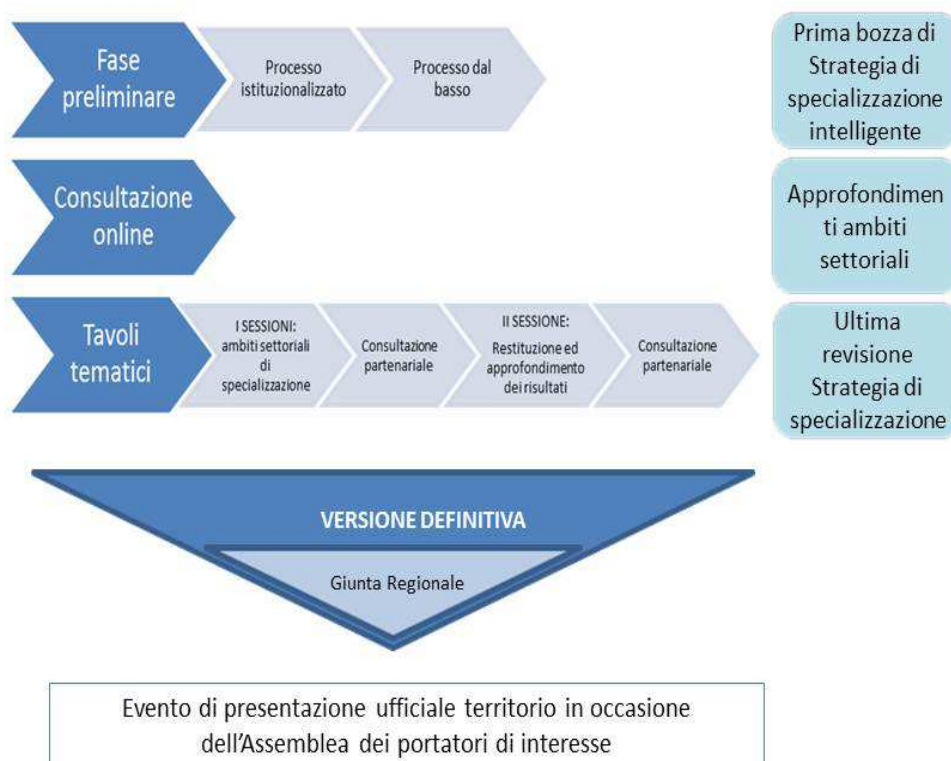 Fase
preliminare
Processo
istituzionalizzato
Processo dal
basso
Prima bozza di
Strategia di
specializzazione
intelligente
Consultazione
online
Approfondimen
ti ambiti
settoriali
Tavoli
tematici
I SESSIONI:
ambiti settoriali
di
specializzazione
Consultazione
partenariale
II SESSIONE:
Restituzione ed
approfondimento
dei risultati
Consultazione
partenariale
Ultima
revisione
Strategia di
specializzazione
VERSIONE DEFINITIVA
Giunta Regionale
Evento di presentazione ufficiale territorio in occasione
dell'Assemblea dei portatori di interesse